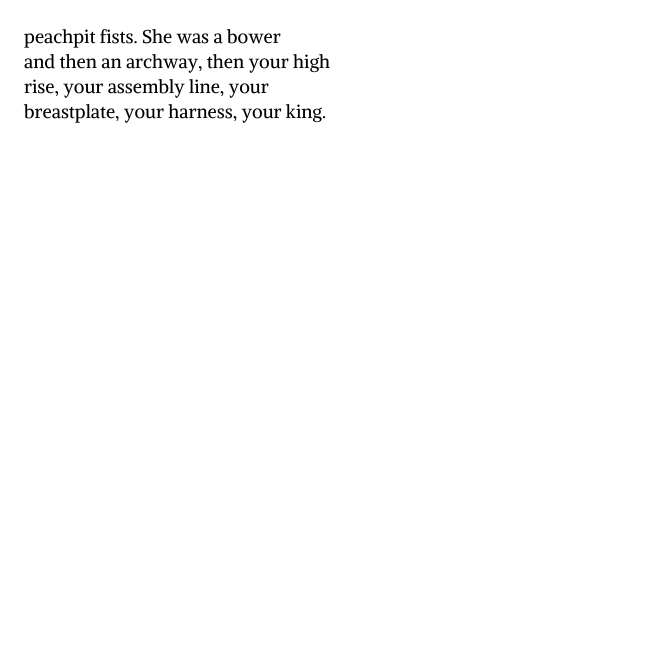 peachpit fists. She was a bower
and then an archway, then your high
rise, your assembly line, your
breastplate, your harness, your king.